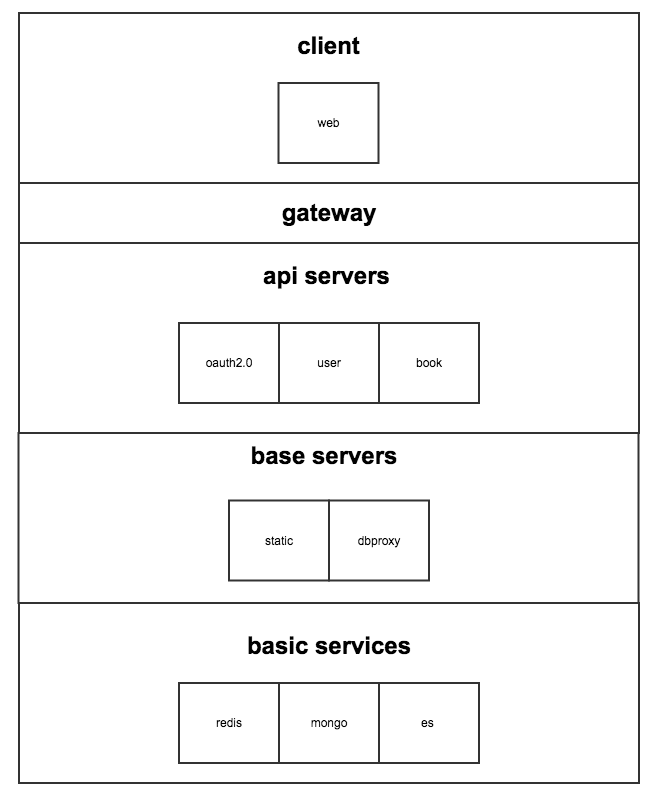 client
web
gateway
api servers
oauth2.0 user book
base servers
static dbproxy
basic services
redis mongo es